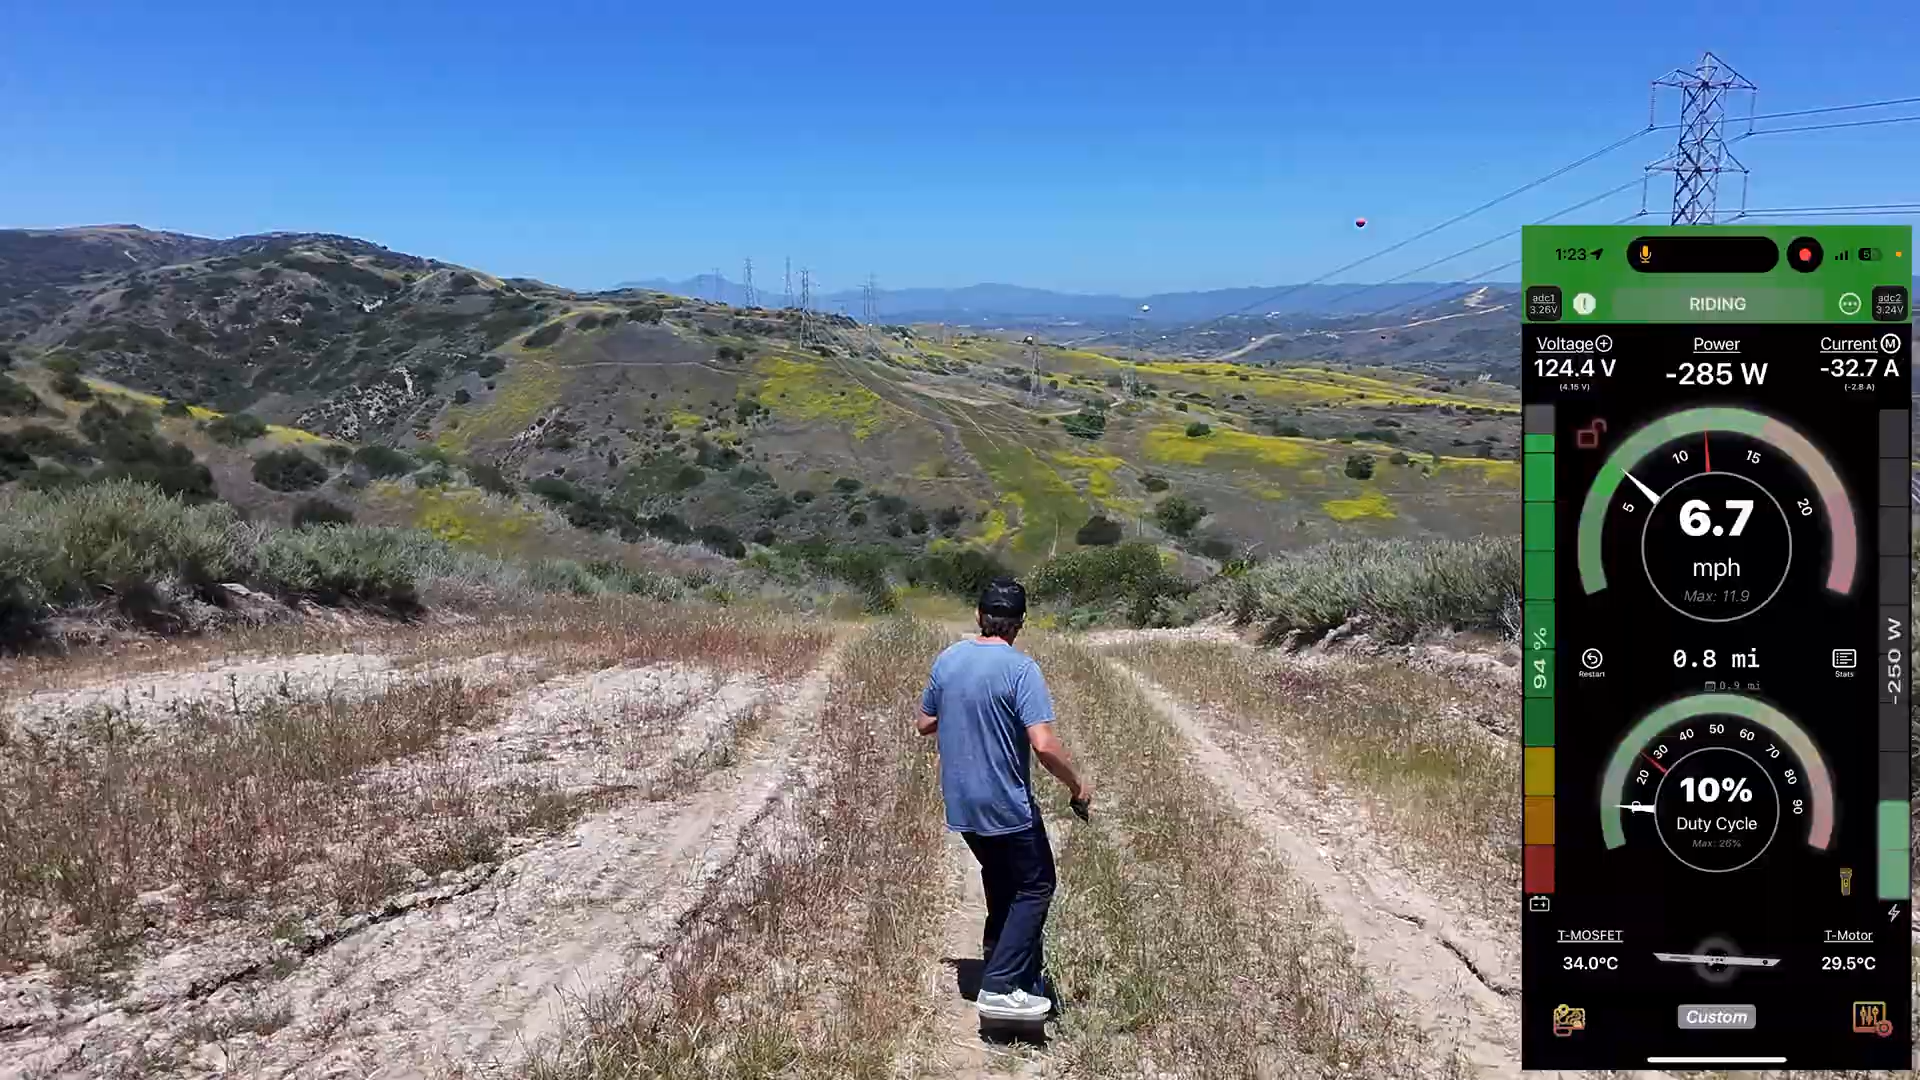 1:23
5
adc1
3.26V
RIDING
adc2
3.24V
Voltage
Power
Current M
124.4 V
-285 W
-32.7 A
(4.15 V)
(-2.8 A)
5
10
15
20
6.7
mph
Max: 11.9
94 %
-250 W
Restart
0.8 mi
Stats
0.9 mi
20
30
40
50
60
70
80
90
10%
Duty Cycle
Max: 26%
T-MOSFET
T-Motor
34.0°C
29.5°C
Custom